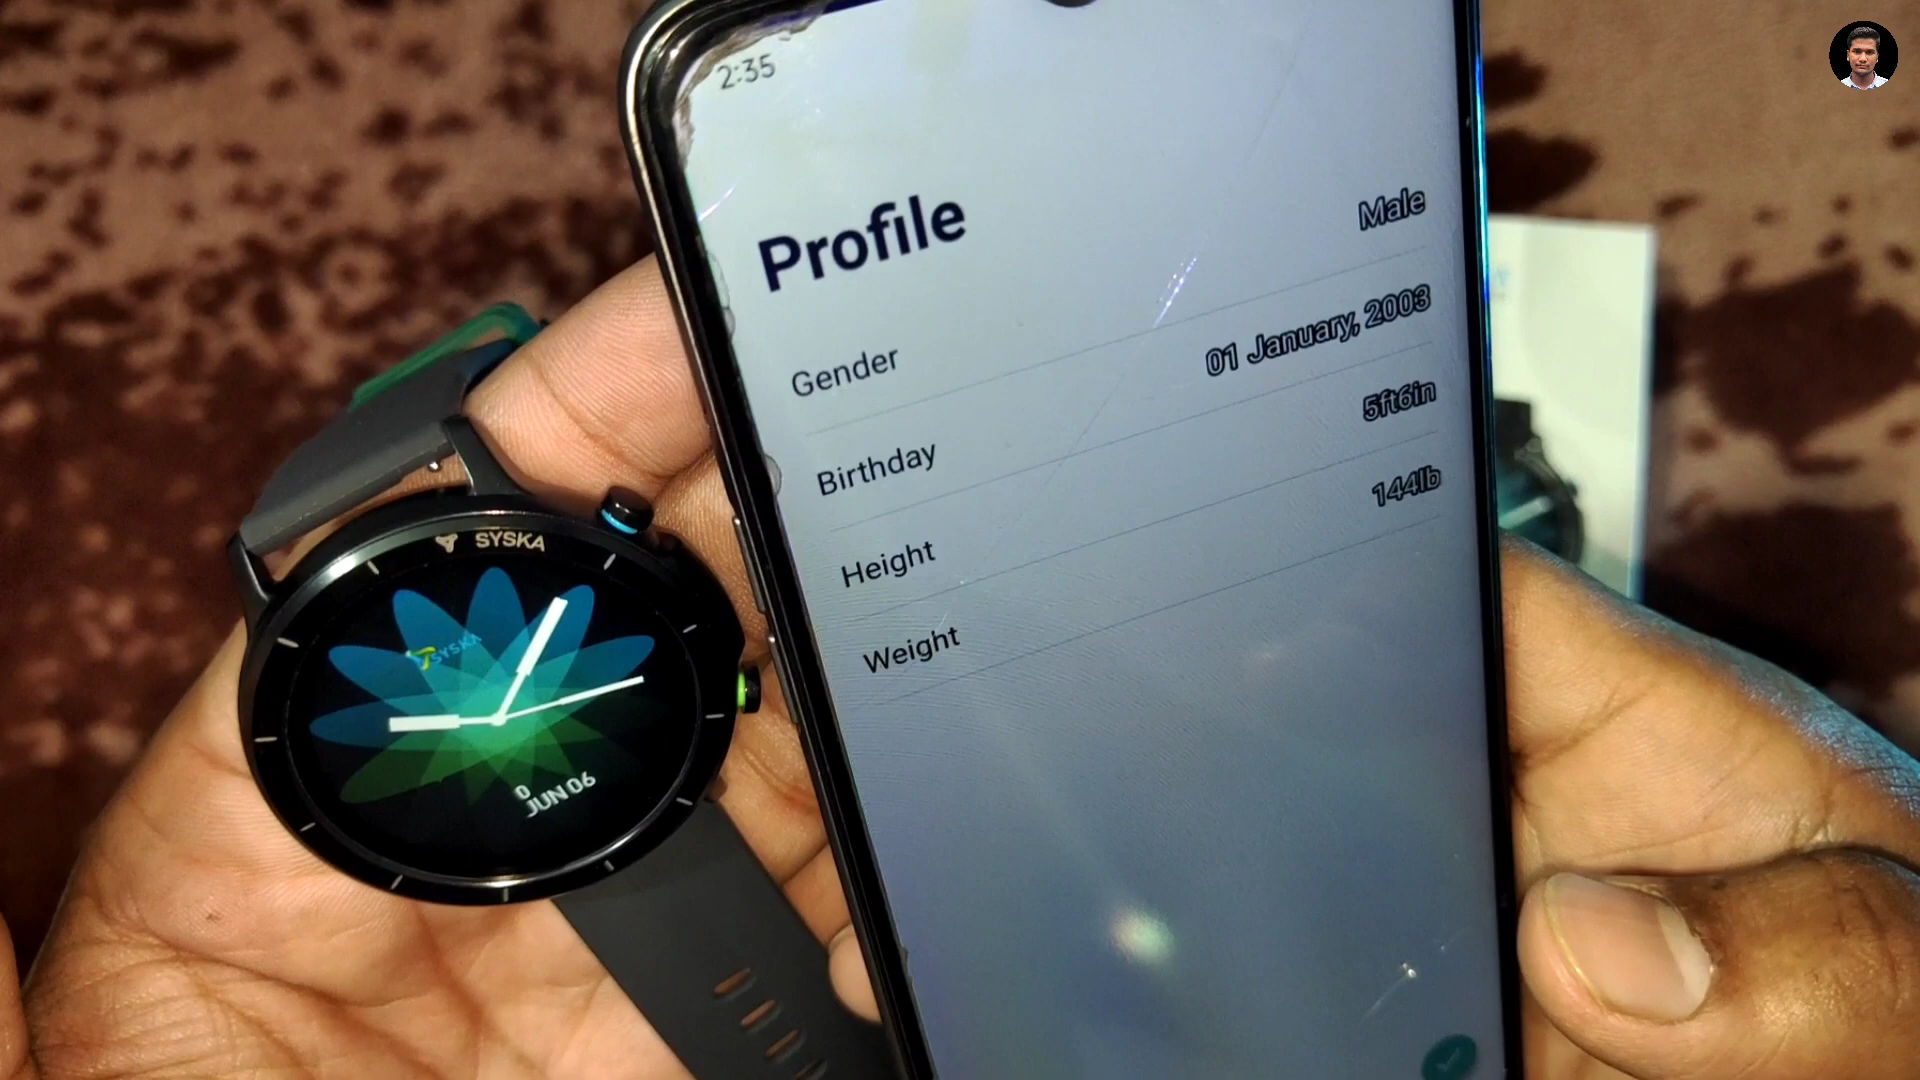 2:35
Profile
Gender Male
Birthday 01 January, 2003
Height 5ft6in
Weight 144lb
SYSKA
SYSKA
0
JUN 06